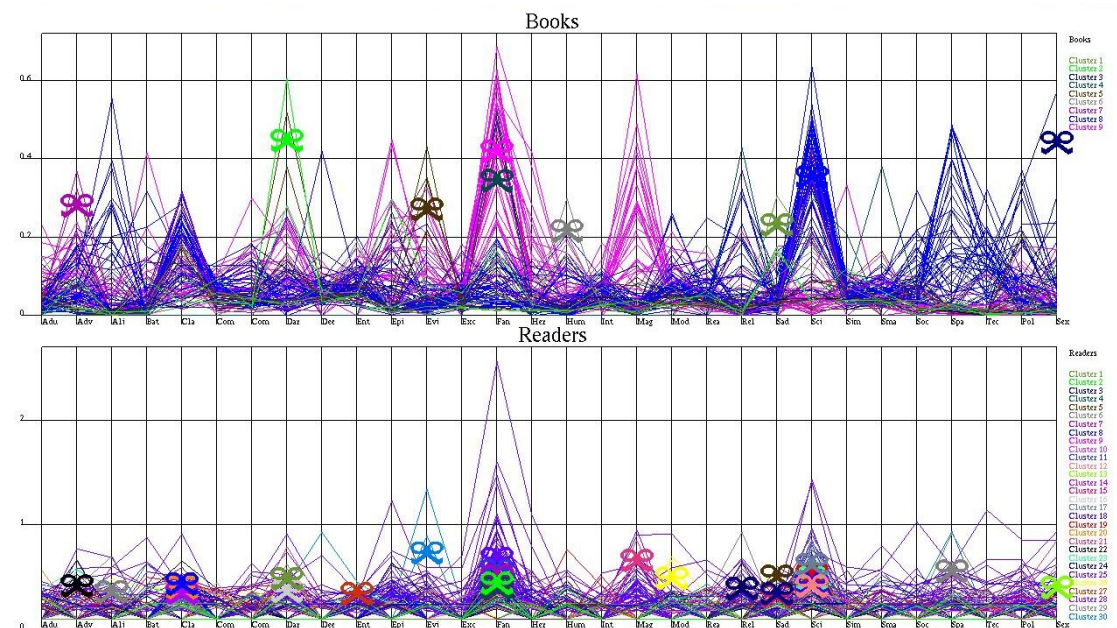 Books
0.6
0.4
0.2
0
Adu Adv Ali Bat Cla Com Com Dar Der Ent Epi Evi Exc Fan Her Hum Int Mag Mod Rea Rel Sad Sci Sim Sma Soc Spa Tec Pol Sex
Books
Cluster 1
Cluster 2
Cluster 3
Cluster 4
Cluster 5
Cluster 6
Cluster 7
Cluster 8
Cluster 9
Readers
2
1
0
Adu Adv Ali Bat Cla Com Com Dar Der Ent Epi Evi Exc Fan Her Hum Int Mag Mod Rea Rel Sad Sci Sim Sma Soc Spa Tec Pol Sex
Readers
Cluster 1
Cluster 2
Cluster 3
Cluster 4
Cluster 5
Cluster 6
Cluster 7
Cluster 8
Cluster 9
Cluster 10
Cluster 11
Cluster 12
Cluster 13
Cluster 14
Cluster 15
Cluster 16
Cluster 17
Cluster 18
Cluster 19
Cluster 20
Cluster 21
Cluster 22
Cluster 23
Cluster 24
Cluster 25
Cluster 27
Cluster 28
Cluster 29
Cluster 30